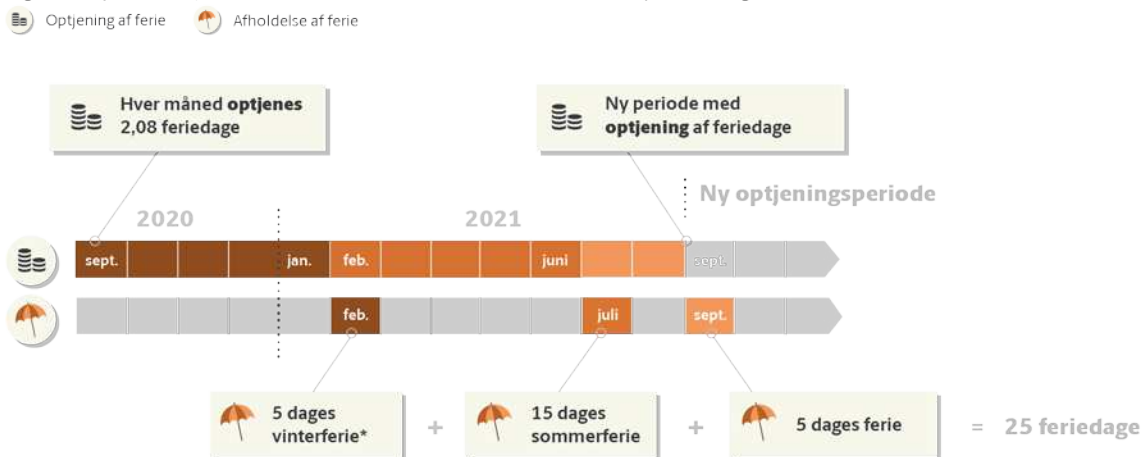 Optjening af ferie
Afholdelse af ferie
Hver måned optjenes
2,08 feriedage
Ny periode med
optjening af feriedage
Ny optjeningsperiode
2020
2021
sept.
jan.
feb.
juni
sept.
feb.
juli
sept.
5 dages
vinterferie*
+
15 dages
sommerferie
+
5 dages ferie
= 25 feriedage